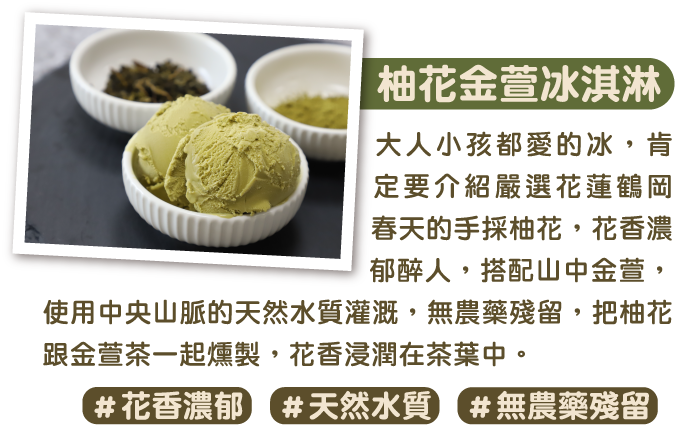 柚花金萱冰淇淋
大人小孩都愛的冰，肯
定要介紹嚴選花蓮鶴岡
春天的手採柚花，花香濃
郁醉人，搭配山中金萱，
使用中央山脈的天然水質灌溉，無農藥殘留，把柚花
跟金萱茶一起燻製，花香浸潤在茶葉中。
#花香濃郁 #天然水質 #無農藥殘留